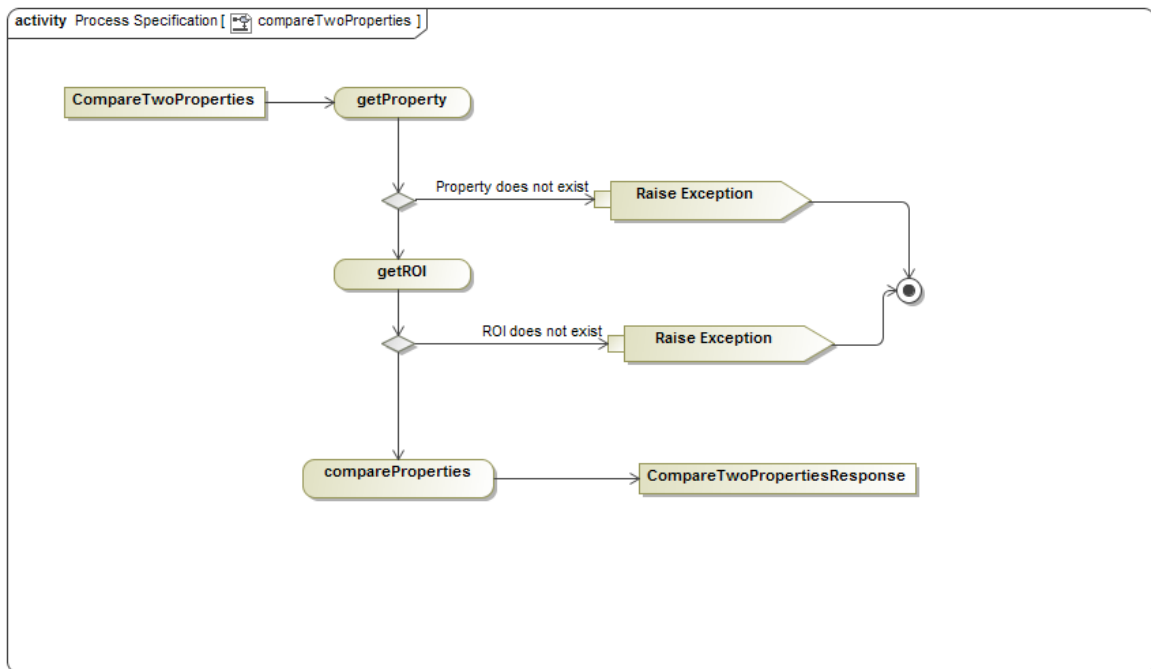 activity Process Specification [ compareTwoProperties ]
CompareTwoProperties
getProperty
Property does not exist
Raise Exception
getROI
ROI does not exist
Raise Exception
compareProperties
CompareTwoPropertiesResponse